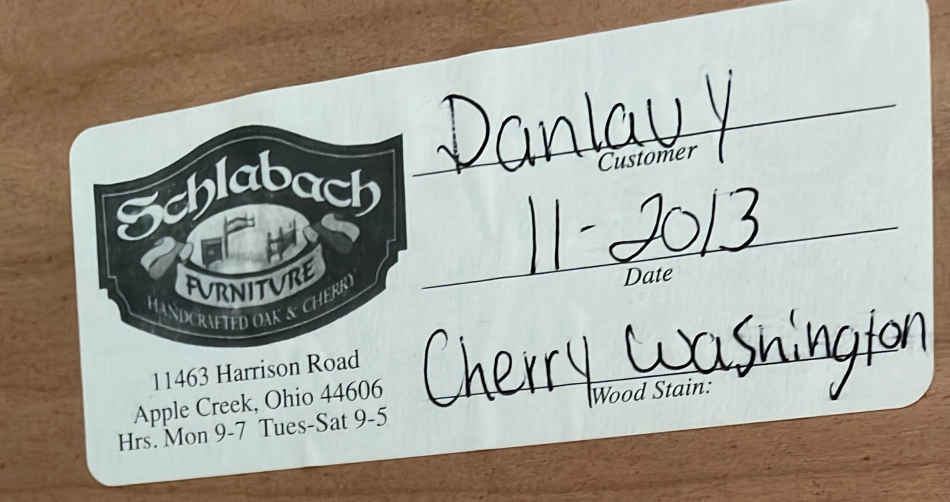 Schlabach
FURNITURE
HANDCRAFTED OAK & CHERRY
11463 Harrison Road
Apple Creek, Ohio 44606
Hrs. Mon 9-7 Tues-Sat 9-5
Danlauy
Customer
11-2013
Date
Cherry Washington
Wood Stain: